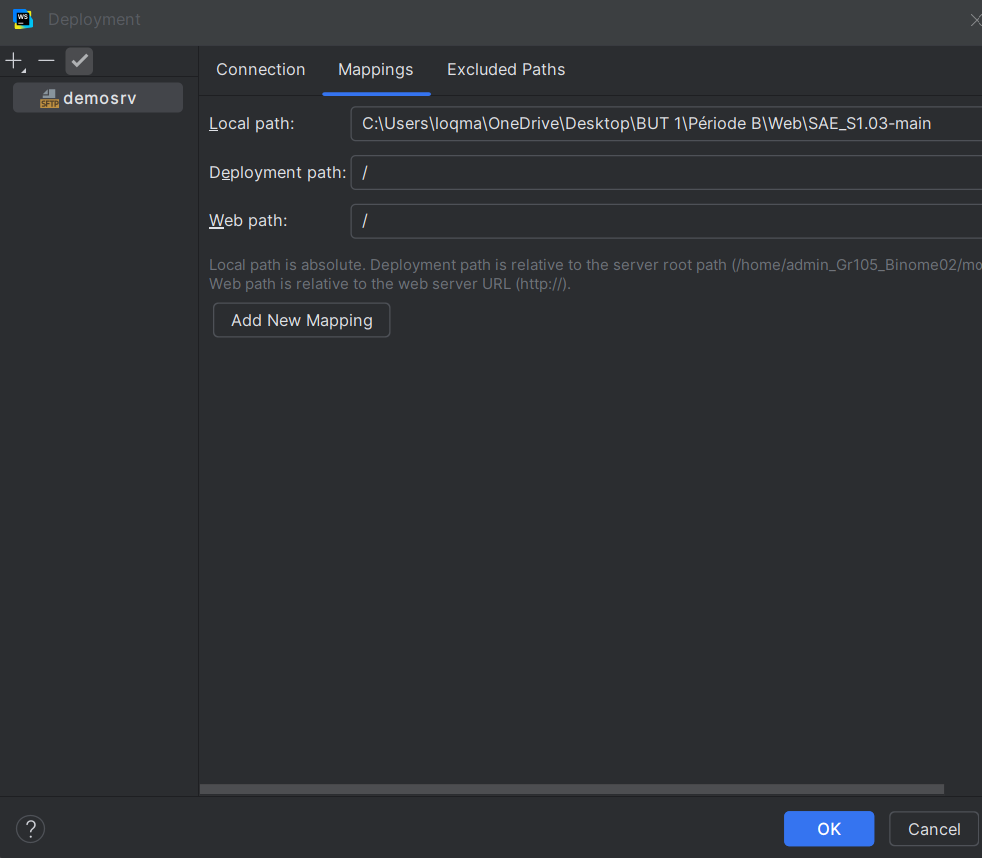 WS Deployment
Connection Mappings Excluded Paths
SFTP demosrv
Local path: C:\Users\loqma\OneDrive\Desktop\BUT 1\Période B\Web\SAE_S1.03-main
Deployment path: /
Web path: /
Local path is absolute. Deployment path is relative to the server root path (/home/admin_Gr105_Binome02/mo
Web path is relative to the web server URL (http://).
Add New Mapping
? OK Cancel